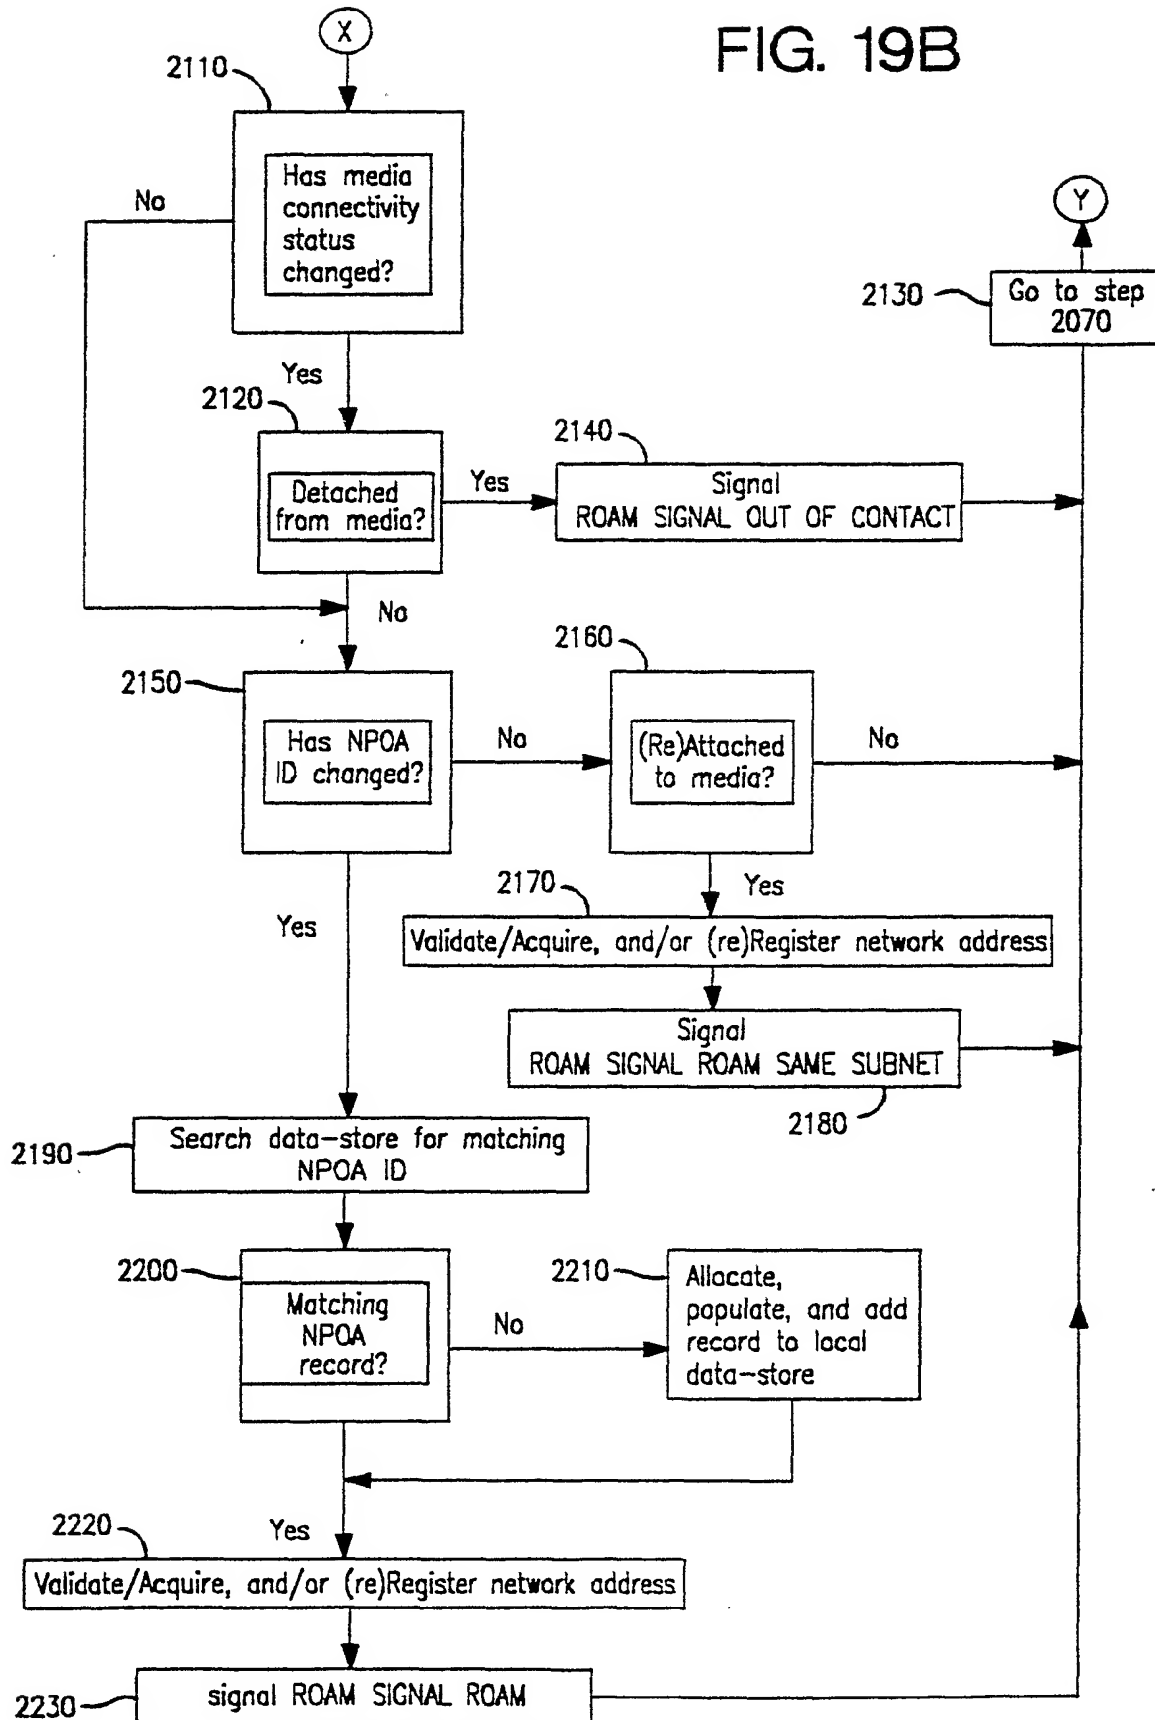 X
FIG. 19B
2110
Has media
connectivity
status
changed?
No
Y
2130
Go to step
2070
Yes
2120
Detached
from media?
Yes
2140
Signal
ROAM SIGNAL OUT OF CONTACT
No
2150
Has NPOA
ID changed?
No
2160
(Re)Attached
to media?
No
Yes
2170
Yes
Validate/Acquire, and/or (re)Register network address
Signal
ROAM SIGNAL ROAM SAME SUBNET
2180
2190
Search data-store for matching
NPOA ID
2200
Matching
NPOA
record?
No
2210
Allocate,
populate, and add
record to local
data-store
Yes
2220
Validate/Acquire, and/or (re)Register network address
2230
signal ROAM SIGNAL ROAM